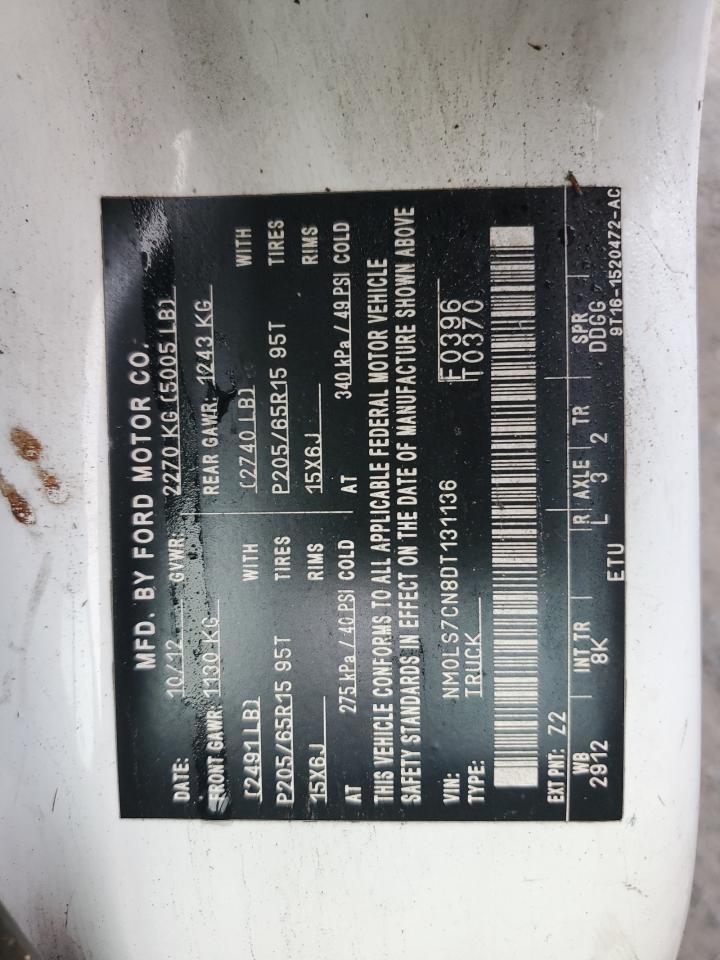 MFD. BY FORD MOTOR CO.
DATE: 10/12 GVWR: 2270 KG (5005 LB)
FRONT GAWR: 1130 KG REAR GAWR: 1243 KG
(2491LB) WITH (2740 LB) WITH
P205/65R15 95T TIRES P205/65R15 95T TIRES
15X6J RIMS 15X6J RIMS
AT 275 kPa / 40 PSI COLD AT 340 kPa / 49 PSI COLD
THIS VEHICLE CONFORMS TO ALL APPLICABLE FEDERAL MOTOR VEHICLE
SAFETY STANDARDS IN EFFECT ON THE DATE OF MANUFACTURE SHOWN ABOVE
VIN: NM0LS7CN8DT131136 F0396
TYPE: TRUCK T0370
EXT PNT: Z2
WB INT TR R AXLE TR SPR
2912 8K L 3 2 DDGG
ETU 9T16-1520472-AC